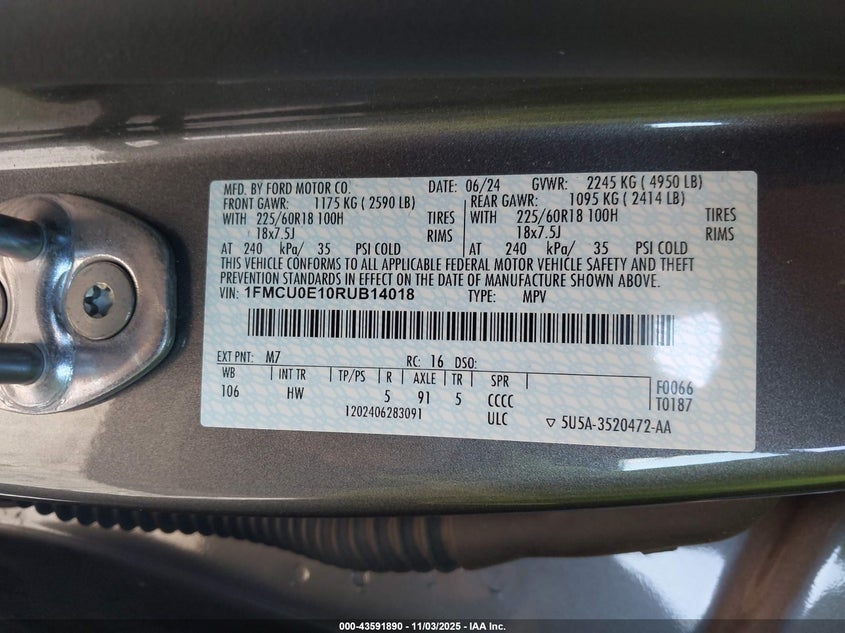 MFD. BY FORD MOTOR CO. DATE: 06/24 GVWR: 2245 KG ( 4950 LB)
FRONT GAWR: 1175 KG ( 2590 LB) REAR GAWR: 1095 KG ( 2414 LB)
WITH 225/60R18 100H TIRES WITH 225/60R18 100H TIRES
18x7.5J RIMS 18x7.5J RIMS
AT 240 kPa/ 35 PSI COLD AT 240 kPa/ 35 PSI COLD
THIS VEHICLE CONFORMS TO ALL APPLICABLE FEDERAL MOTOR VEHICLE SAFETY AND THEFT
PREVENTION STANDARDS IN EFFECT ON THE DATE OF MANUFACTURE SHOWN ABOVE.
VIN: 1FMCU0E10RUB14018 TYPE: MPV
EXT PNT: M7 RC: 16 DSO:
WB INT TR TP/PS R AXLE TR SPR
106 HW 5 91 5 CCCC
F0066
T0187
1202406283091 ULC ▽ 5U5A-3520472-AA
000-43591890 - 11/03/2025 - IAA Inc.